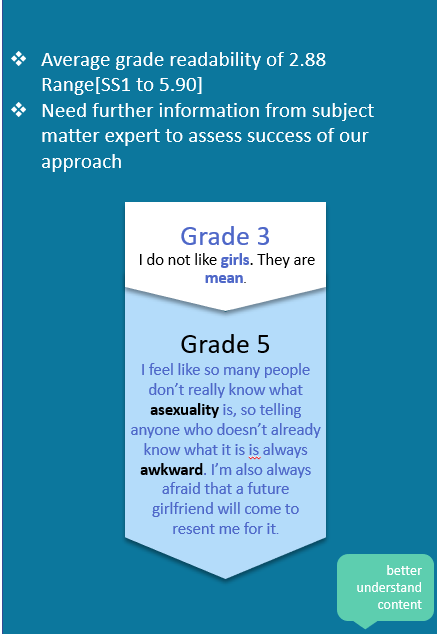 ❖ Average grade readability of 2.88
Range[SS1 to 5.90]
❖ Need further information from subject
matter expert to assess success of our
approach
Grade 3
I do not like girls. They are
mean.
Grade 5
I feel like so many people
don’t really know what
asexuality is, so telling
anyone who doesn’t already
know what it is is always
awkward. I’m also always
afraid that a future
girlfriend will come to
resent me for it.
better
understand
content